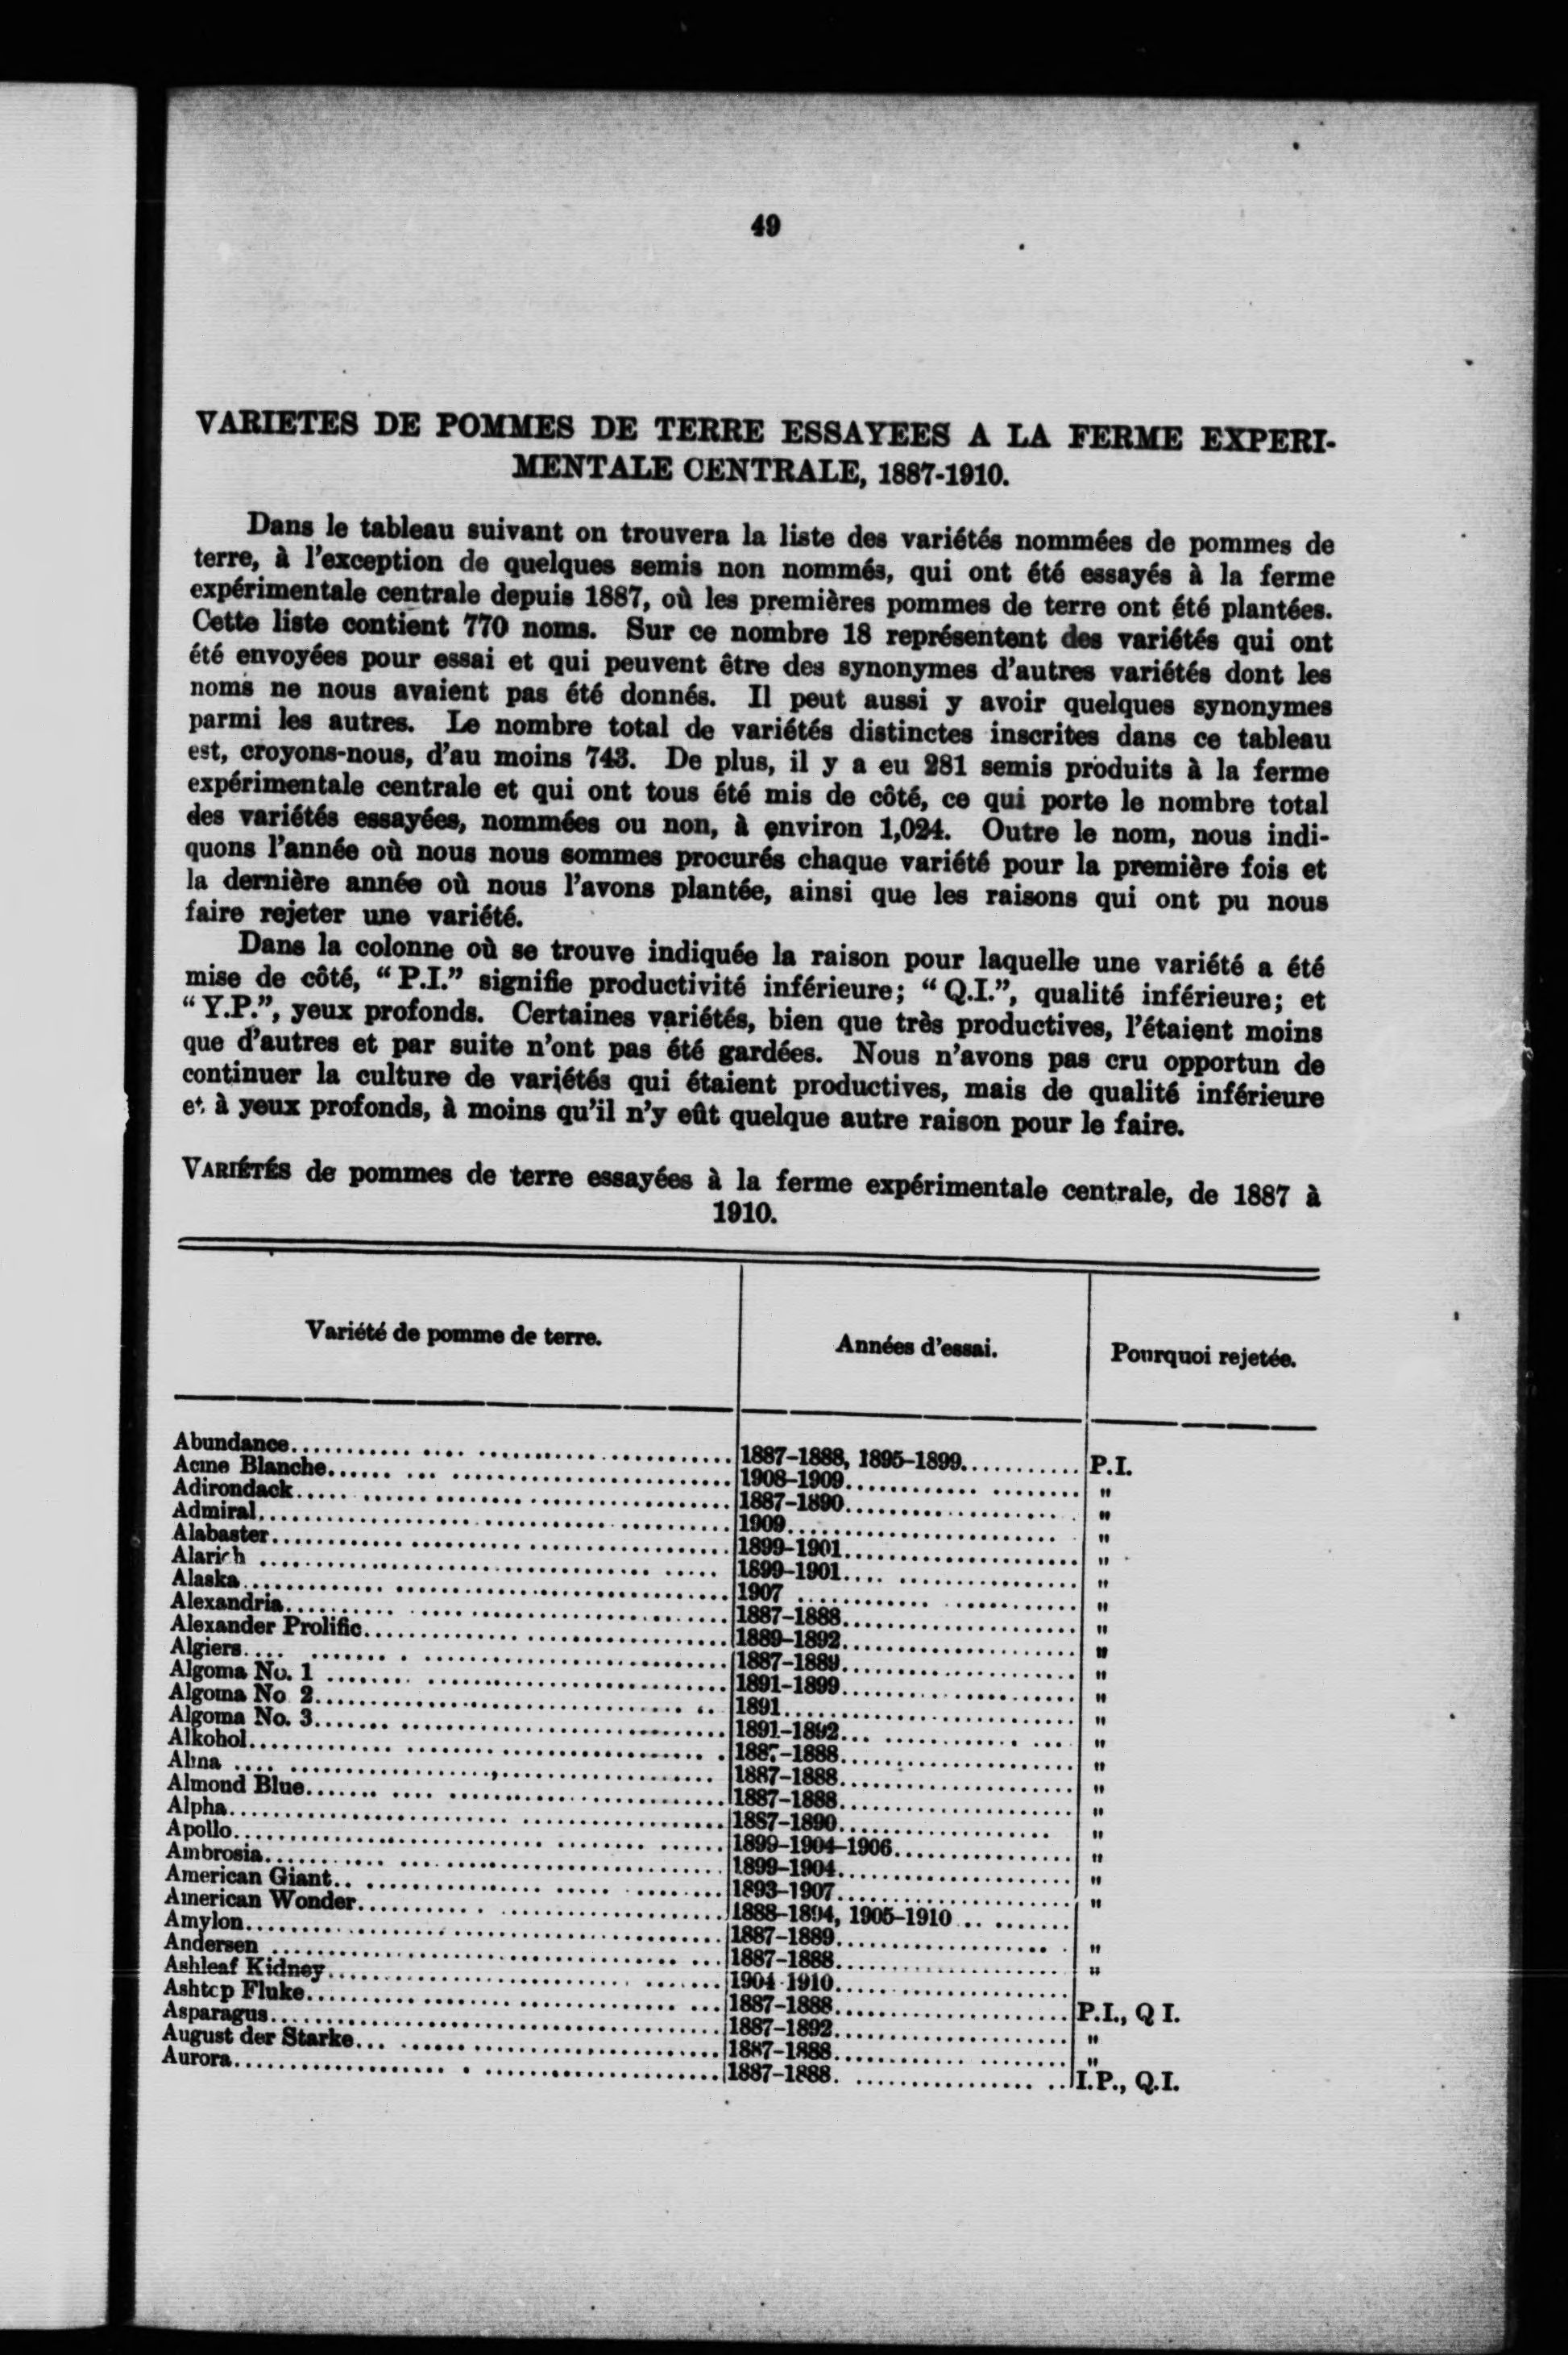 49
VARIETES DE POMMES DE TERRE ESSAYEES A LA FERME EXPERI-
MENTALE CENTRALE, 1887-1910.
Dans le tableau suivant on trouvera la liste des variétés nommées de pommes de
terre, à l'exception de quelques semis non nommés, qui ont été essayés à la ferme
expérimentale centrale depuis 1887, où les premières pommes de terre ont été plantées.
Cette liste contient 770 noms. Sur ce nombre 18 représentent des variétés qui ont
été envoyées pour essai et qui peuvent être des synonymes d'autres variétés dont les
noms ne nous avaient pas été donnés. Il peut aussi y avoir quelques synonymes
parmi les autres. Le nombre total de variétés distinctes inscrites dans ce tableau
est, croyons-nous, d'au moins 743. De plus, il y a eu 281 semis produits à la ferme
expérimentale centrale et qui ont tous été mis de côté, ce qui porte le nombre total
des variétés essayées, nommées ou non, à environ 1,024. Outre le nom, nous indi-
quons l'année où nous nous sommes procurés chaque variété pour la première fois et
la dernière année où nous l'avons plantée, ainsi que les raisons qui ont pu nous
faire rejeter une variété.
Dans la colonne où se trouve indiquée la raison pour laquelle une variété a été
mise de côté, "P.I." signifie productivité inférieure; "Q.I.", qualité inférieure; et
"Y.P.", yeux profonds. Certaines variétés, bien que très productives, l'étaient moins
que d'autres et par suite n'ont pas été gardées. Nous n'avons pas cru opportun de
continuer la culture de variétés qui étaient productives, mais de qualité inférieure
et à yeux profonds, à moins qu'il n'y eût quelque autre raison pour le faire.
VARIÉTÉS de pommes de terre essayées à la ferme expérimentale centrale, de 1887 à
1910.
Variété de pomme de terre. Années d'essai. Pourquoi rejetée.
Abundance 1887-1888, 1895-1899 P.I.
Acme Blanche 1908-1909 "
Adirondack 1887-1890 "
Admiral 1909 "
Alabaster 1899-1901 "
Alarich 1899-1901 "
Alaska 1907 "
Alexandria 1887-1888 "
Alexander Prolific 1889-1892 "
Algiers 1887-1889 "
Algoma No. 1 1891-1899 "
Algoma No 2 1891 "
Algoma No. 3 1891-1892 "
Alkohol 1887-1888 "
Alma 1887-1888 "
Almond Blue 1887-1888 "
Alpha 1887-1890 "
Apollo 1899-1904-1906 "
Ambrosia 1899-1904 "
American Giant 1893-1907 "
American Wonder 1888-1894, 1905-1910
Amylon 1887-1889 "
Andersen 1887-1888 "
Ashleaf Kidney 1904-1910
Ashtop Fluke 1887-1888 P.I., Q I.
Asparagus 1887-1892 "
August der Starke 1887-1888 "
Aurora 1887-1888 I.P., Q.I.